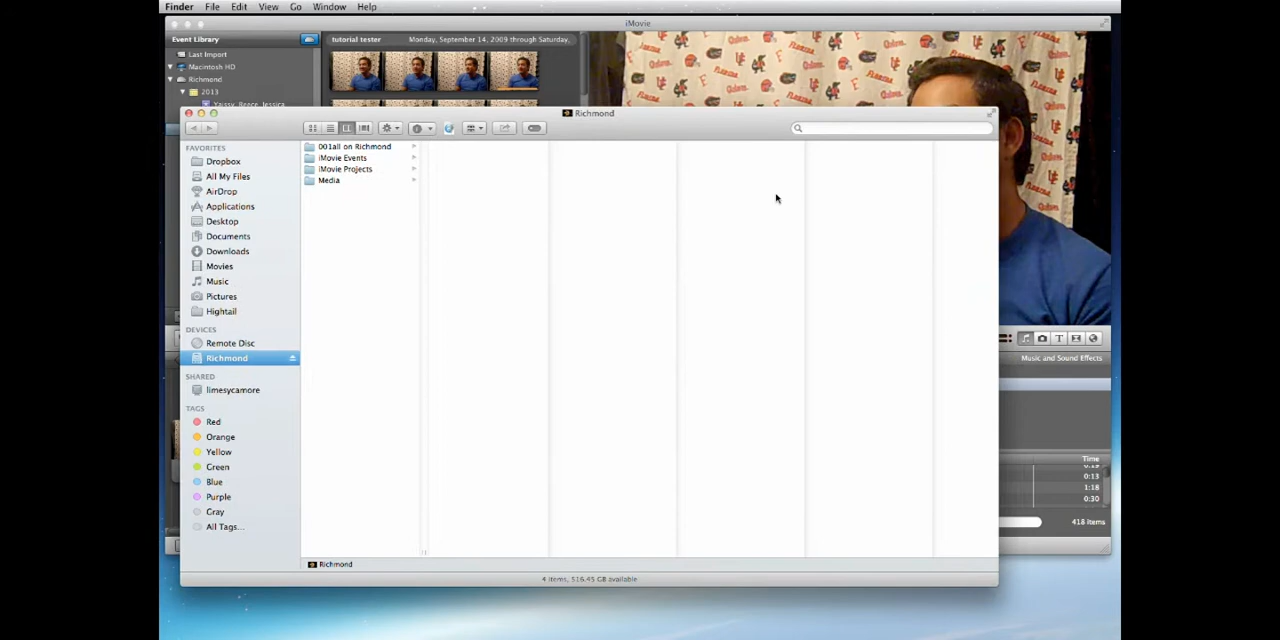 Finder File Edit View Go Window Help
iMovie
Event Library
tutorial tester Monday, September 14, 2009 through Saturday,
Last Import
Macintosh HD
Richmond
2013
Yaissy, Reece, Jessica
Richmond
FAVORITES
Dropbox
All My Files
AirDrop
Applications
Desktop
Documents
Downloads
Movies
Music
Pictures
Hightail
DEVICES
Remote Disc
Richmond
SHARED
limesycamore
TAGS
Red
Orange
Yellow
Green
Blue
Purple
Gray
All Tags...
001all on Richmond
iMovie Events
iMovie Projects
Media
Music and Sound Effects
Time
0:13
1:18
0:30
418 items
Richmond
4 items, 516.45 GB available